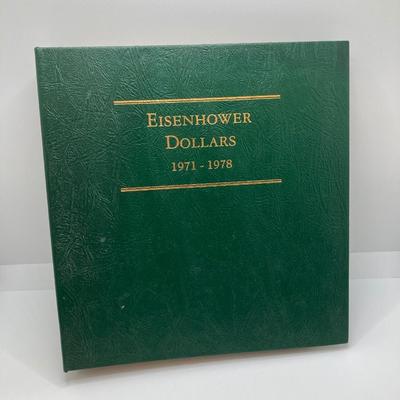 EISENHOWER
DOLLARS
1971 - 1978